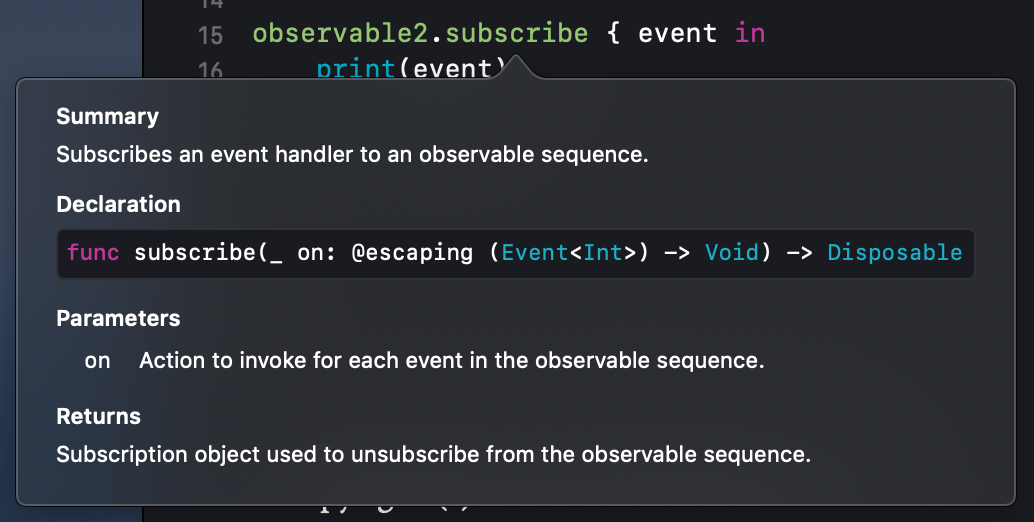 14
15 observable2.subscribe { event in
16 print(event)
Summary
Subscribes an event handler to an observable sequence.
Declaration
func subscribe(_ on: @escaping (Event<Int>) -> Void) -> Disposable
Parameters
on Action to invoke for each event in the observable sequence.
Returns
Subscription object used to unsubscribe from the observable sequence.